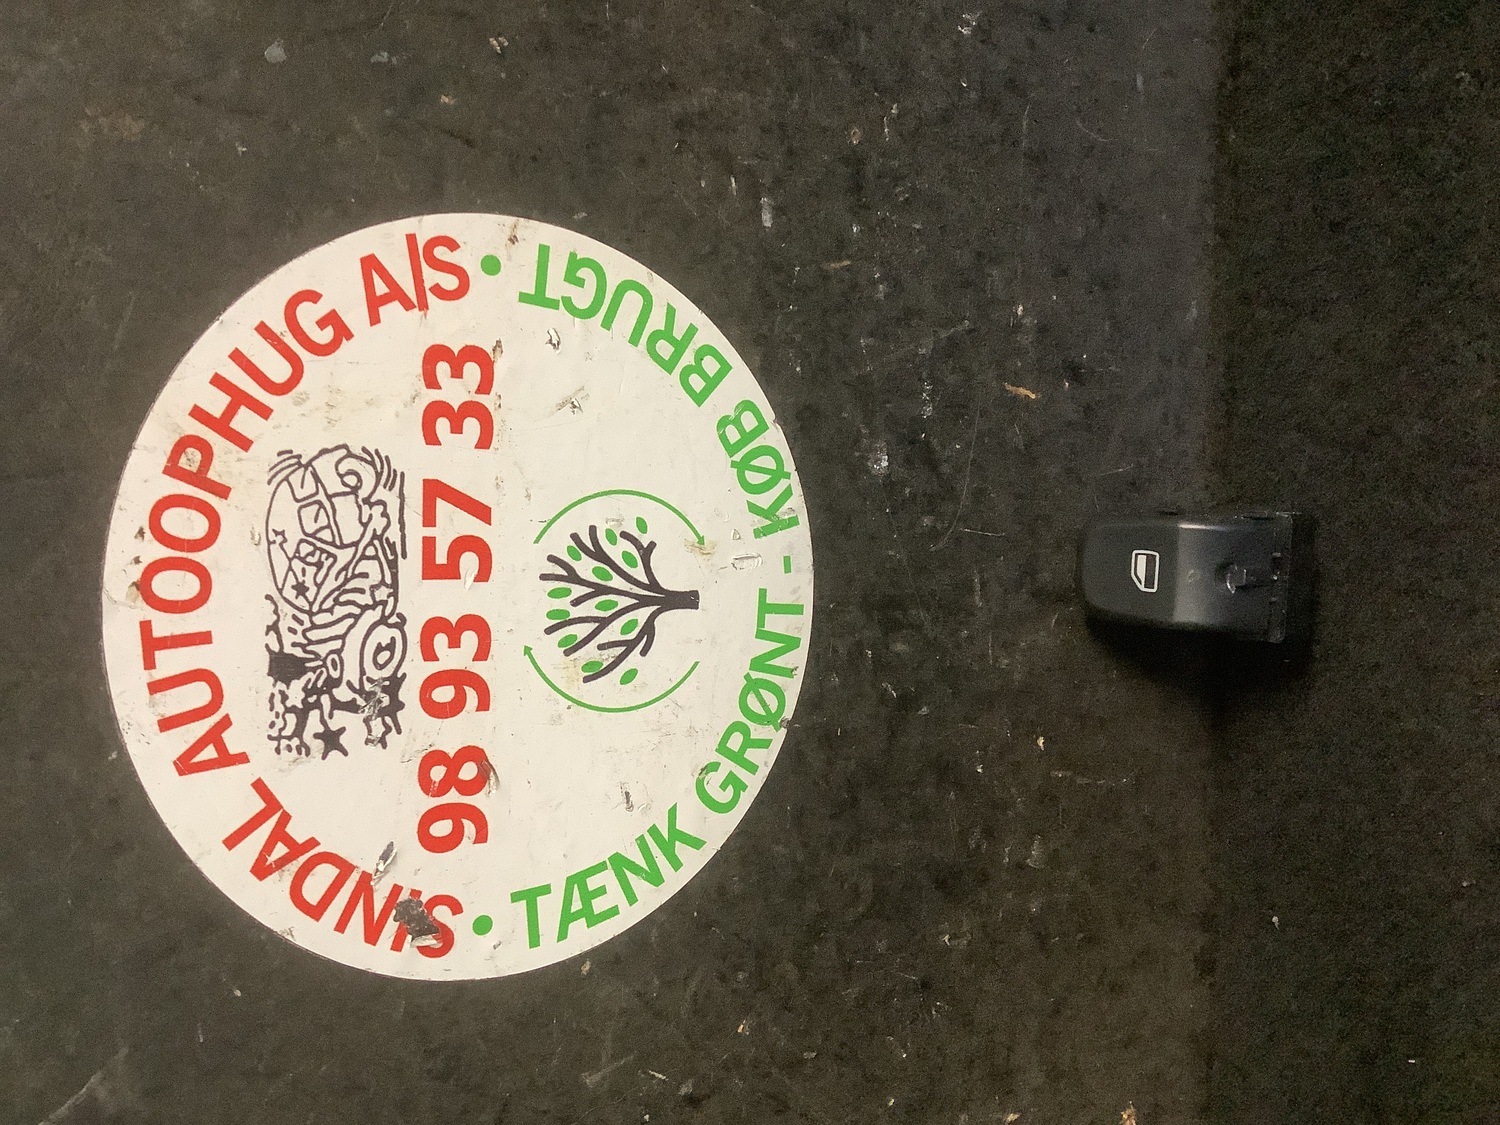 SINDAL AUTOOPHUG A/S
98 93 57 33
• TÆNK GRØNT - KØB BRUGT •